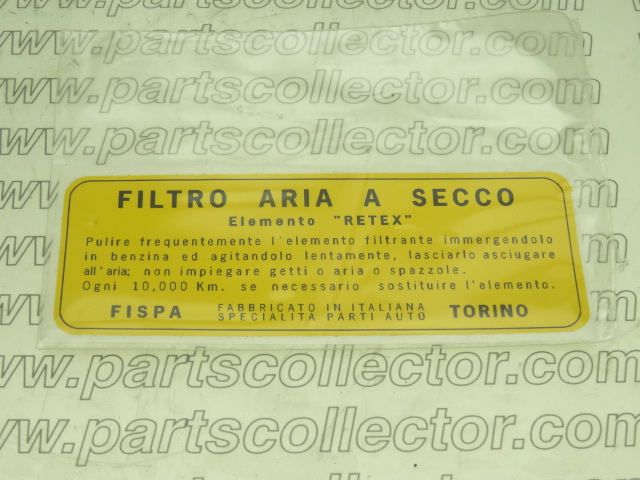 www.partscollector.com
www.partscollector.com
www.partscollector.com
www.partscollector.com
FILTRO ARIA A SECCO
Elemento "RETEX"
Pulire frequentemente l'elemento filtrante immergendolo
in benzina ed agitandolo lentamente, lasciarlo asciugare
all'aria; non impiegare getti o aria o spazzole.
Ogni 10,000 Km. se necessario sostituire l'elemento.
FISPA FABBRICATO IN ITALIANA TORINO
SPECIALITA PARTI AUTO
www.partscollector.com
www.partscollector.com